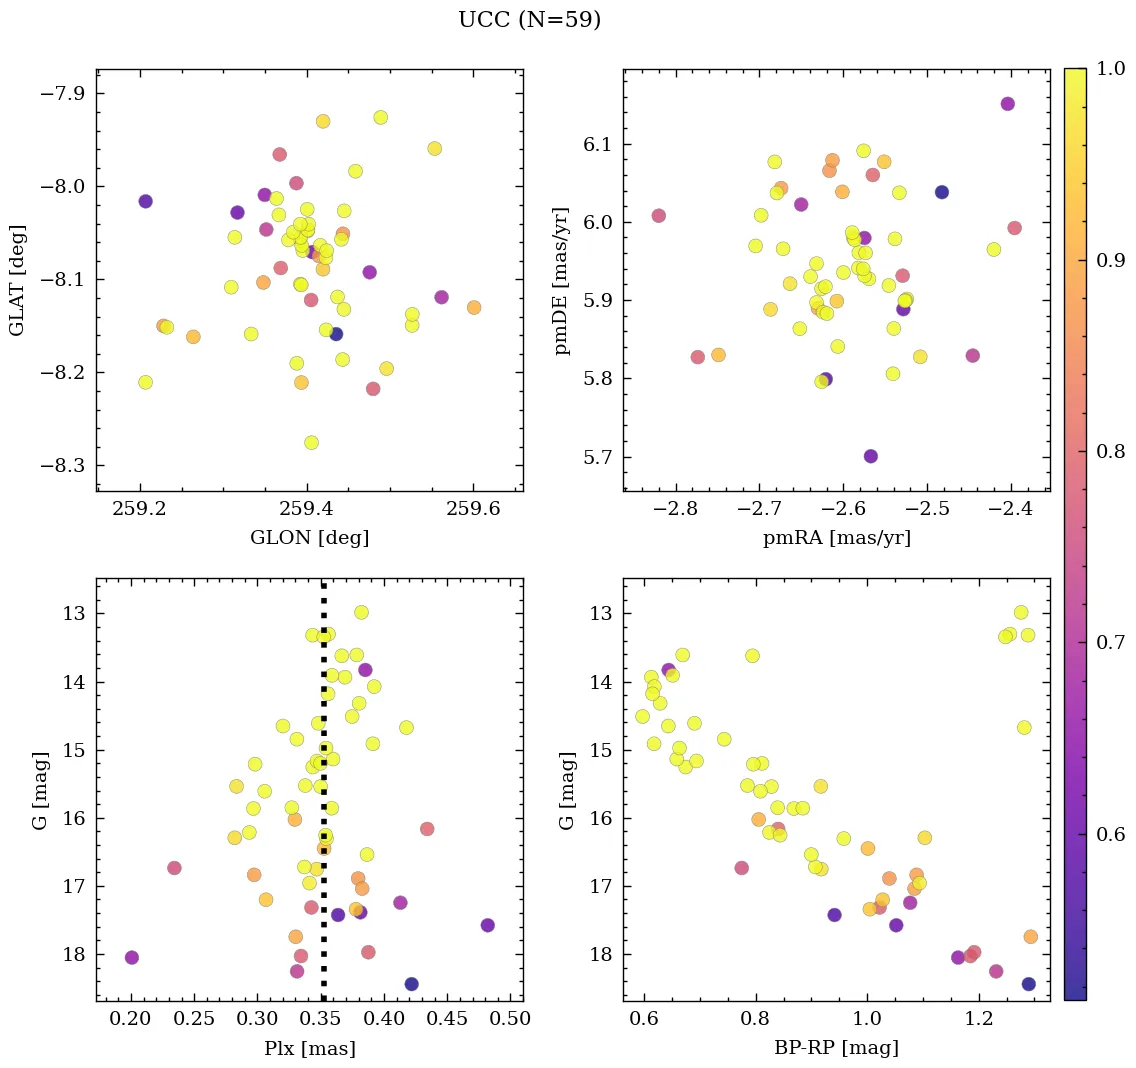 UCC (N=59)
−7.9
−8.0
−8.1
−8.2
−8.3
GLAT [deg]
259.2 259.4 259.6
GLON [deg]
6.1
6.0
5.9
5.8
5.7
pmDE [mas/yr]
−2.8 −2.7 −2.6 −2.5 −2.4
pmRA [mas/yr]
1.0
0.9
0.8
0.7
0.6
13
14
15
16
17
18
G [mag]
0.20 0.25 0.30 0.35 0.40 0.45 0.50
Plx [mas]
13
14
15
16
17
18
G [mag]
0.6 0.8 1.0 1.2
BP-RP [mag]